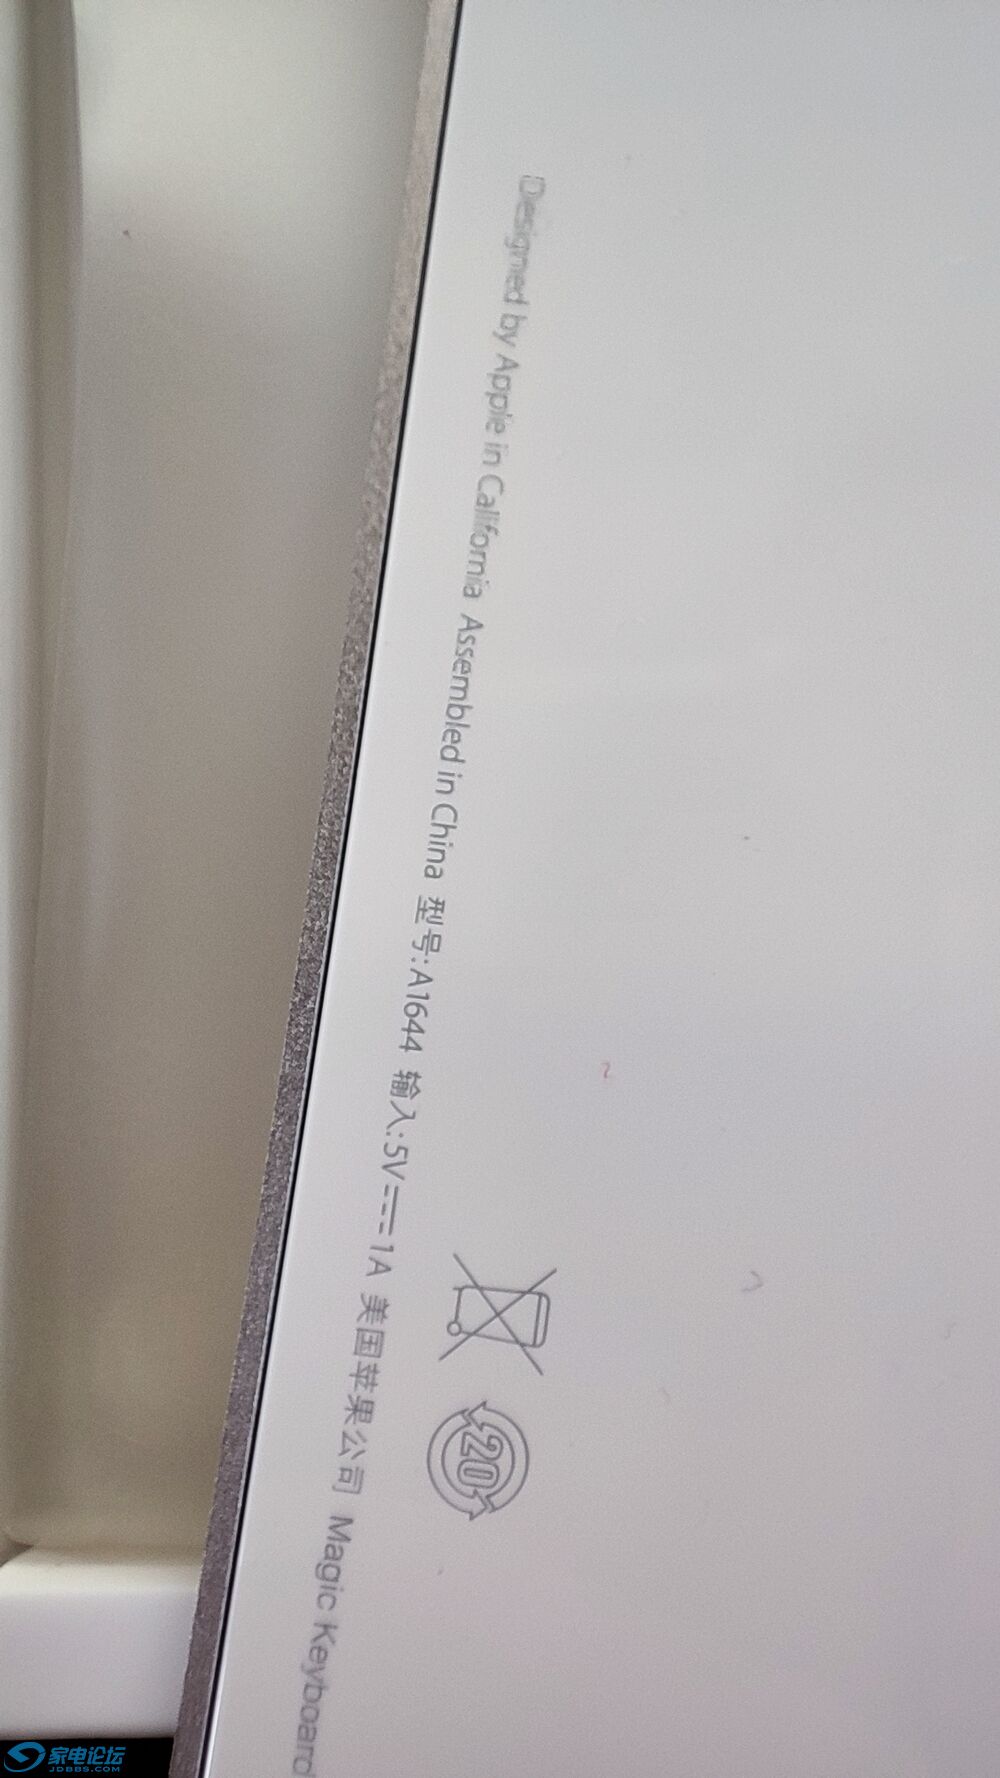 Designed by Apple in California Assembled in China 型号:A1644 输入:5V⎓1A 美国苹果公司 Magic Keyboard
20
家电论坛
JDBBS.COM